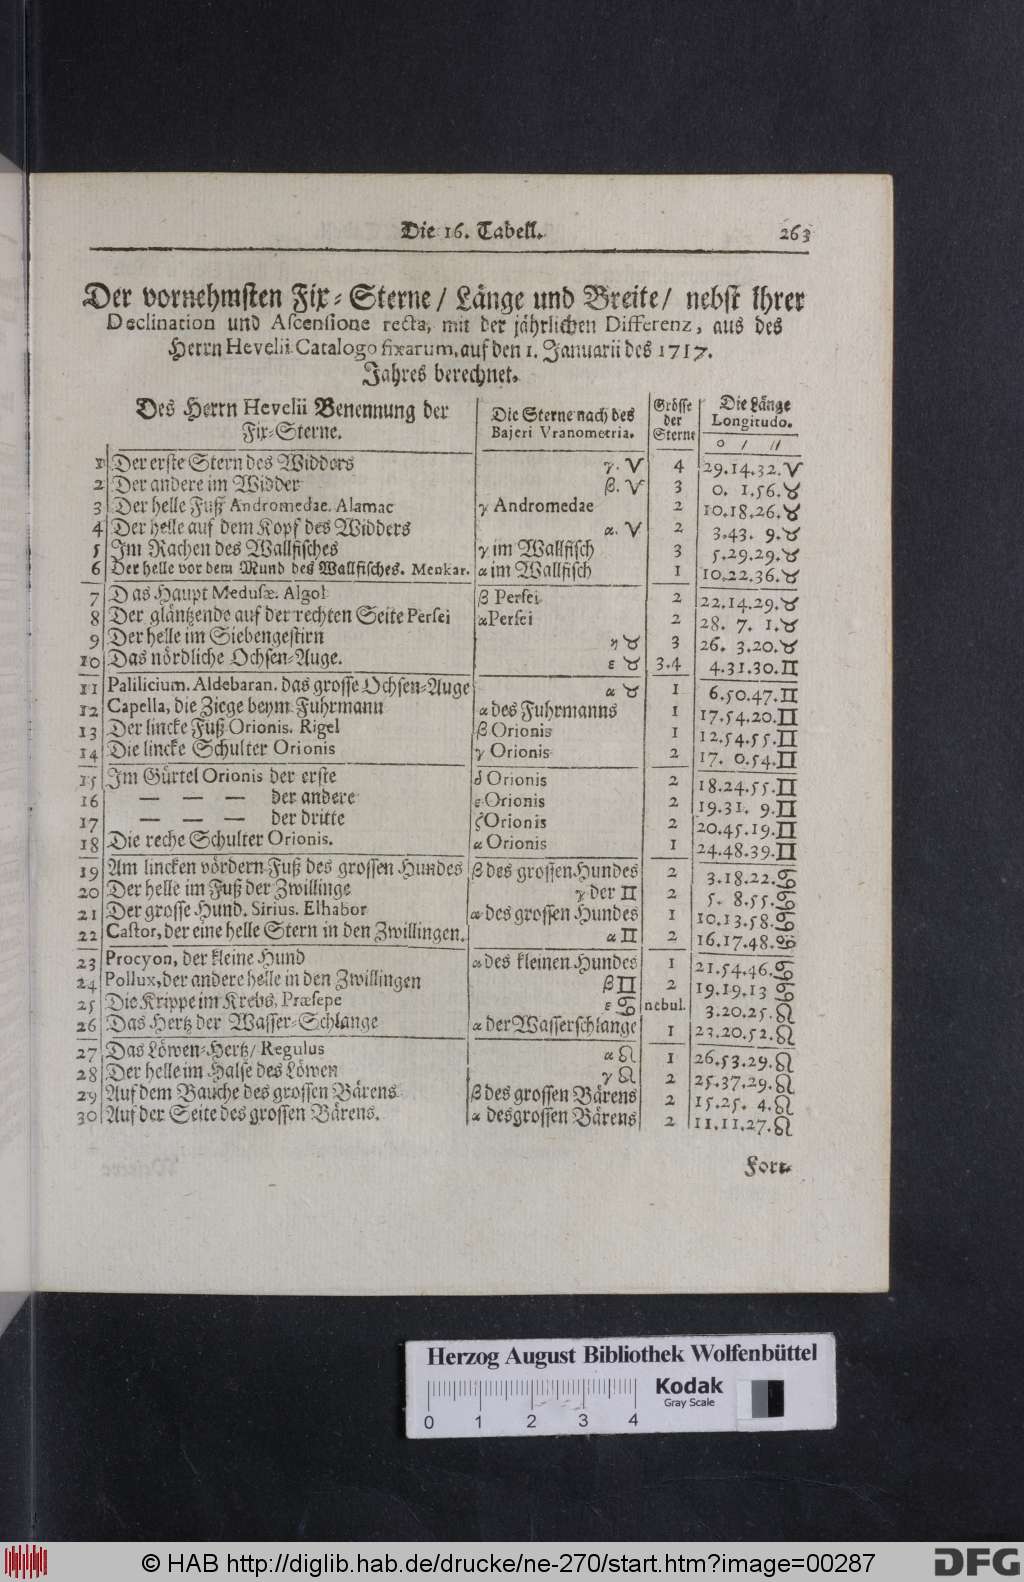 Die 16. Tabell. 263
Der vornehmsten Fix-Sterne / Länge und Breite / nebst Ihrer
Declination und Ascensione recta, mit der jährlichen Differenz, aus des
Herrn Hevelii Catalogo fixarum, auf den 1. Januarii des 1717.
Jahres berechnet.
Des Herrn Hevelii Benennung der Fix-Sterne. | Die Sterne nach des Bajeri Vranometria. | Grösse der Sterne | Die Länge Longitudo. o / //
1 Der erste Stern des Widders γ. ♈ 4 29.14.32.♈
2 Der andere im Widder β. ♈ 3 0. 1.56.♉
3 Der helle Fuß Andromedae. Alamac γ Andromedae 2 10.18.26.♉
4 Der helle auf dem Kopf des Widders α. ♈ 2 3.43. 9.♉
5 Im Rachen des Wallfisches γ im Wallfisch 3 5.29.29.♉
6 Der helle vor dem Mund des Wallfisches. Menkar. α im Wallfisch 1 10.22.36.♉
7 Das Haupt Medusæ. Algol β Persei 2 22.14.29.♉
8 Der gläntzende auf der rechten Seite Persei α Persei 2 28. 7. 1.♉
9 Der helle im Siebengestirn η ♉ 3 26. 3.20.♉
10 Das nördliche Ochsen-Auge. ε ♉ 3.4 4.31.30.♊
11 Palilicium. Aldebaran. das grosse Ochsen-Auge α ♉ 1 6.50.47.♊
12 Capella, die Ziege beym Fuhrmann α des Fuhrmanns 1 17.54.20.♊
13 Der lincke Fuß Orionis. Rigel β Orionis 1 12.54.55.♊
14 Die lincke Schulter Orionis γ Orionis 2 17. 0.54.♊
15 Im Gürtel Orionis der erste δ Orionis 2 18.24.55.♊
16 — — — der andere ε Orionis 2 19.31. 9.♊
17 — — — der dritte ζ Orionis 2 20.45.19.♊
18 Die reche Schulter Orionis. α Orionis 1 24.48.39.♊
19 Am lincken vördern Fuß des grossen Hundes β des grossen Hundes 2 3.18.22.♋
20 Der helle im Fuß der Zwillinge γ der ♊ 2 5. 8.55.♋
21 Der grosse Hund. Sirius. Elhabor α des grossen Hundes 1 10.13.58.♋
22 Castor, der eine helle Stern in den Zwillingen. α ♊ 2 16.17.48.♋
23 Procyon, der kleine Hund α des kleinen Hundes 1 21.54.46.♋
24 Pollux, der andere helle in den Zwillingen β ♊ 2 19.19.13 ♋
25 Die Krippe im Krebs, Præsepe ε ♋ nebul. 3.20.25.♌
26 Das Hertz der Wasser-Schlange α der Wasserschlange 1 23.20.52.♌
27 Das Löwen-Hertz / Regulus α ♌ 1 26.53.29.♌
28 Der helle im Halse des Löwen γ ♌ 2 25.37.29.♌
29 Auf dem Bauche des grossen Bärens β des grossen Bärens 2 15.25. 4.♌
30 Auf der Seite des grossen Bärens. α des grossen Bärens 2 11.11.27.♌
Fort-
Herzog August Bibliothek Wolfenbüttel
0 1 2 3 4
Kodak
Gray Scale
© HAB http://diglib.hab.de/drucke/ne-270/start.htm?image=00287
DFG